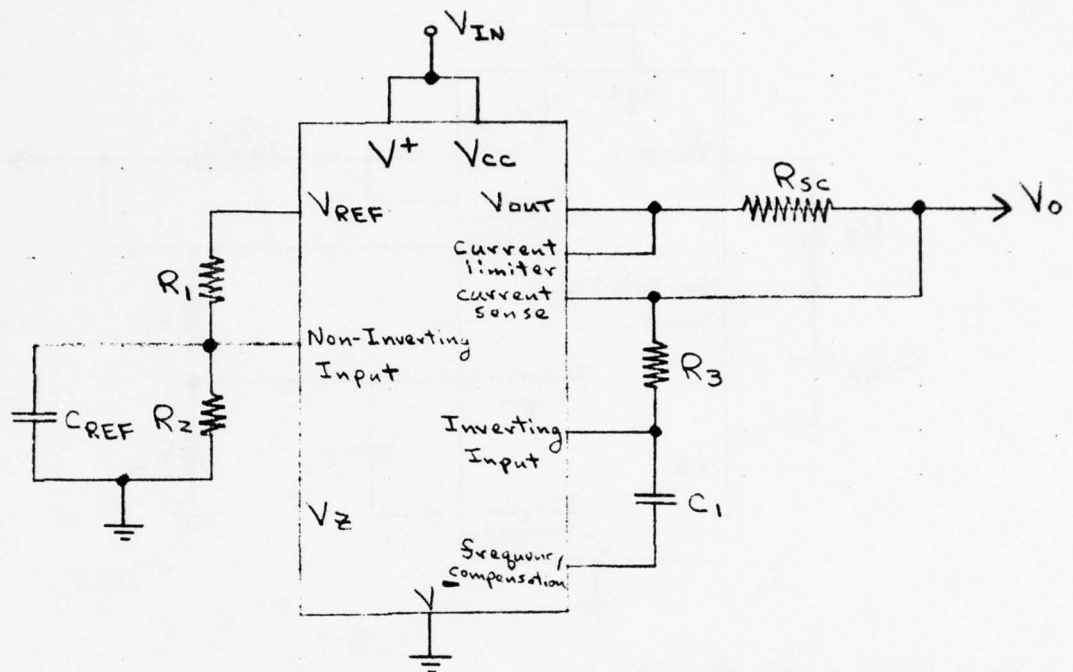 VIN
V+ VCC
VREF
VOUT
RSC
VO
Current
limiter
current
sense
R1
Non-Inverting
Input
R3
CREF
R2
Inverting
Input
C1
VZ
compensation
V-